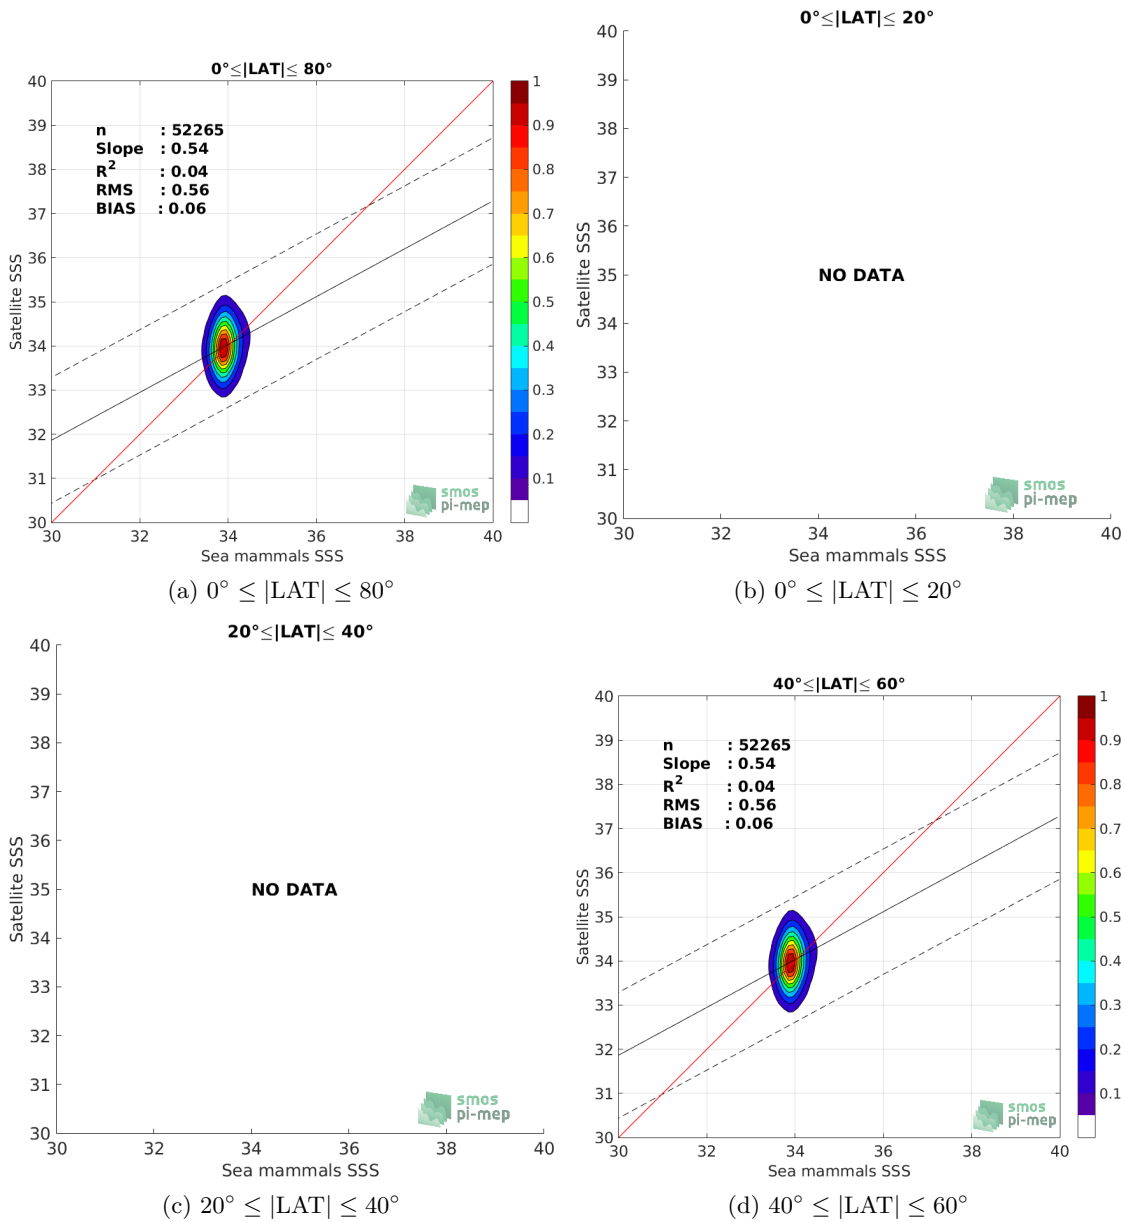 0°≤|LAT|≤ 80°
40
39
38
37
36
35
34
33
32
31
30
n : 52265
Slope : 0.54
R² : 0.04
RMS : 0.56
BIAS : 0.06
1
0.9
0.8
0.7
0.6
0.5
0.4
0.3
0.2
0.1
smos
pi-mep
30 32 34 36 38 40
Sea mammals SSS
Satellite SSS
(a) 0° ≤ |LAT| ≤ 80°
0°≤|LAT|≤ 20°
40
39
38
37
36
35
34
33
32
31
30
NO DATA
smos
pi-mep
30 32 34 36 38 40
Sea mammals SSS
Satellite SSS
(b) 0° ≤ |LAT| ≤ 20°
20°≤|LAT|≤ 40°
40
39
38
37
36
35
34
33
32
31
30
NO DATA
smos
pi-mep
30 32 34 36 38 40
Sea mammals SSS
Satellite SSS
(c) 20° ≤ |LAT| ≤ 40°
40°≤|LAT|≤ 60°
40
39
38
37
36
35
34
33
32
31
30
n : 52265
Slope : 0.54
R² : 0.04
RMS : 0.56
BIAS : 0.06
1
0.9
0.8
0.7
0.6
0.5
0.4
0.3
0.2
0.1
smos
pi-mep
30 32 34 36 38 40
Sea mammals SSS
Satellite SSS
(d) 40° ≤ |LAT| ≤ 60°